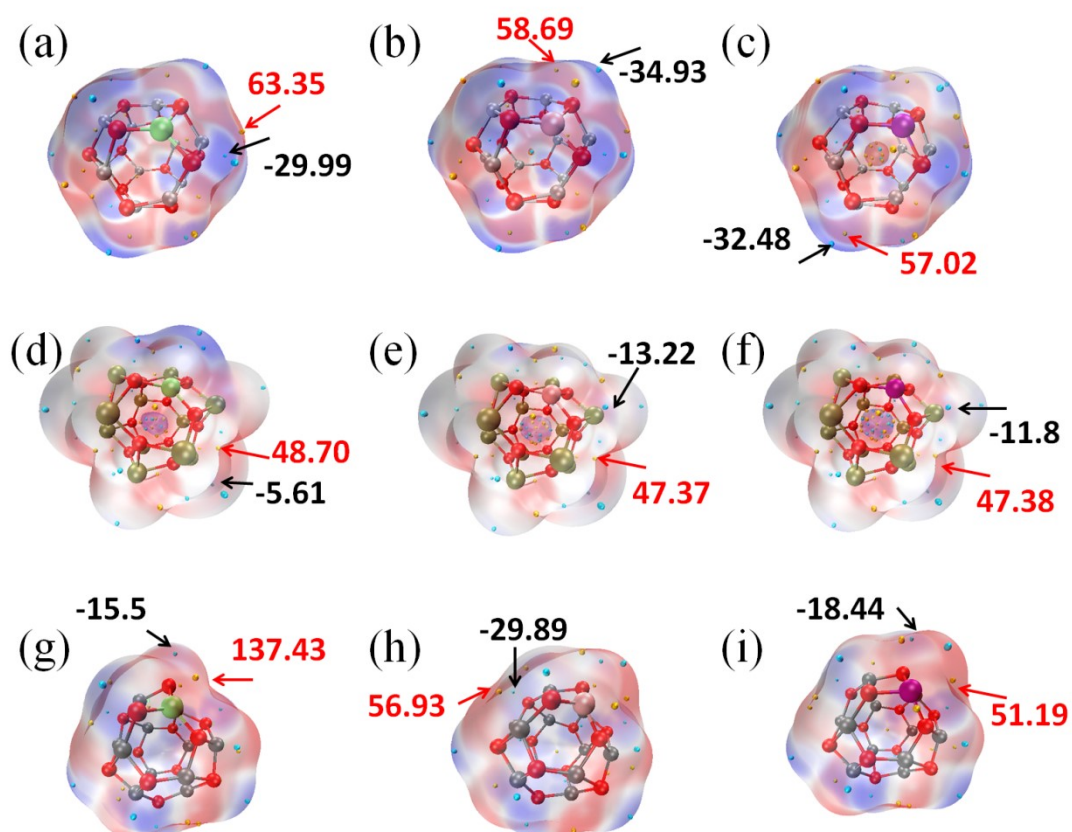 (a)
63.35
-29.99
(b)
58.69
-34.93
(c)
-32.48
57.02
(d)
48.70
-5.61
(e)
-13.22
47.37
(f)
-11.8
47.38
(g)
-15.5
137.43
(h)
-29.89
56.93
(i)
-18.44
51.19